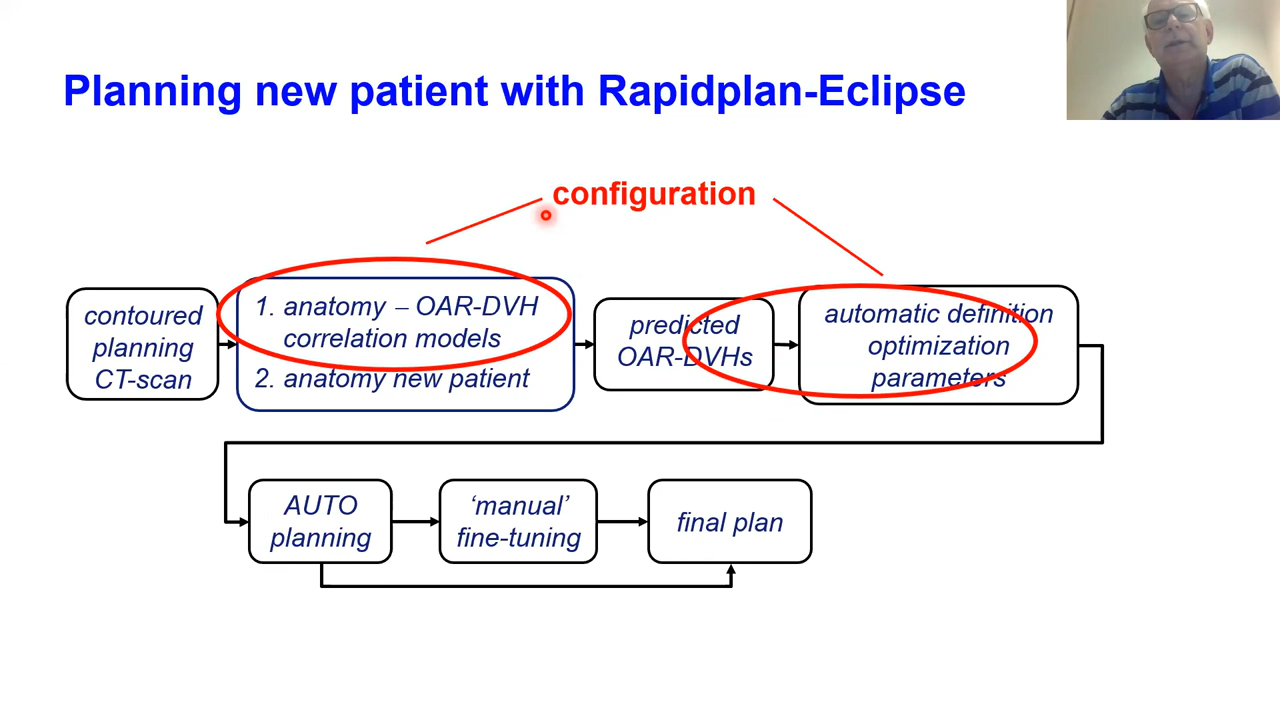 Planning new patient with Rapidplan-Eclipse
configuration
contoured
planning
CT-scan
1. anatomy – OAR-DVH
correlation models
2. anatomy new patient
predicted
OAR-DVHs
automatic definition
optimization
parameters
AUTO
planning
‘manual’
fine-tuning
final plan